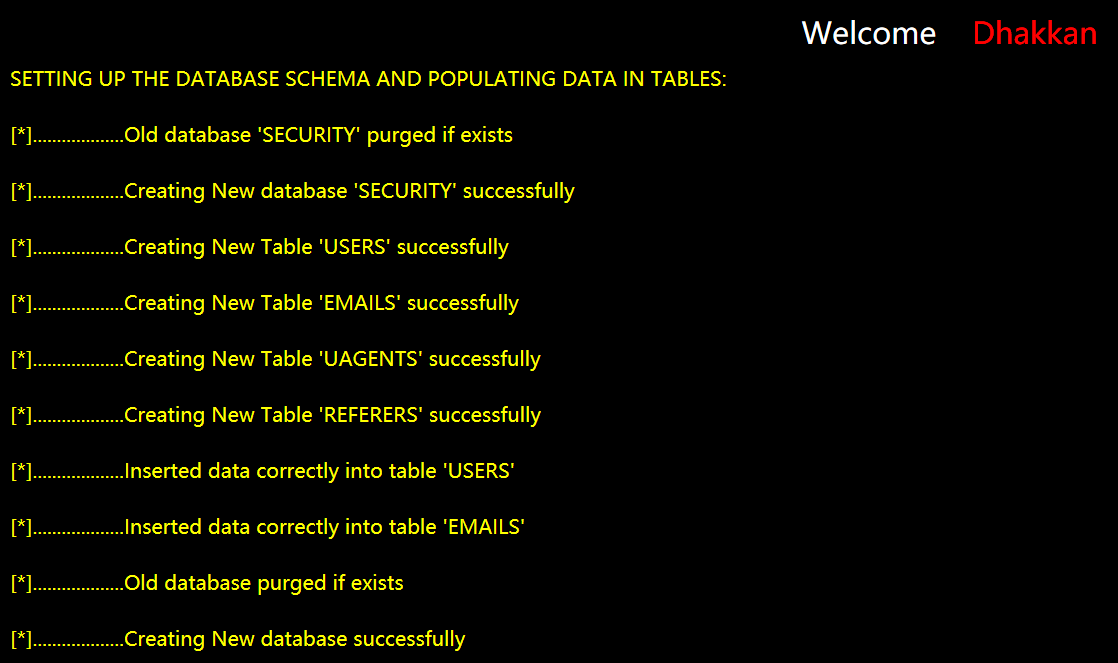 Welcome Dhakkan
SETTING UP THE DATABASE SCHEMA AND POPULATING DATA IN TABLES:
[*]...................Old database 'SECURITY' purged if exists
[*]...................Creating New database 'SECURITY' successfully
[*]...................Creating New Table 'USERS' successfully
[*]...................Creating New Table 'EMAILS' successfully
[*]...................Creating New Table 'UAGENTS' successfully
[*]...................Creating New Table 'REFERERS' successfully
[*]...................Inserted data correctly into table 'USERS'
[*]...................Inserted data correctly into table 'EMAILS'
[*]...................Old database purged if exists
[*]...................Creating New database successfully